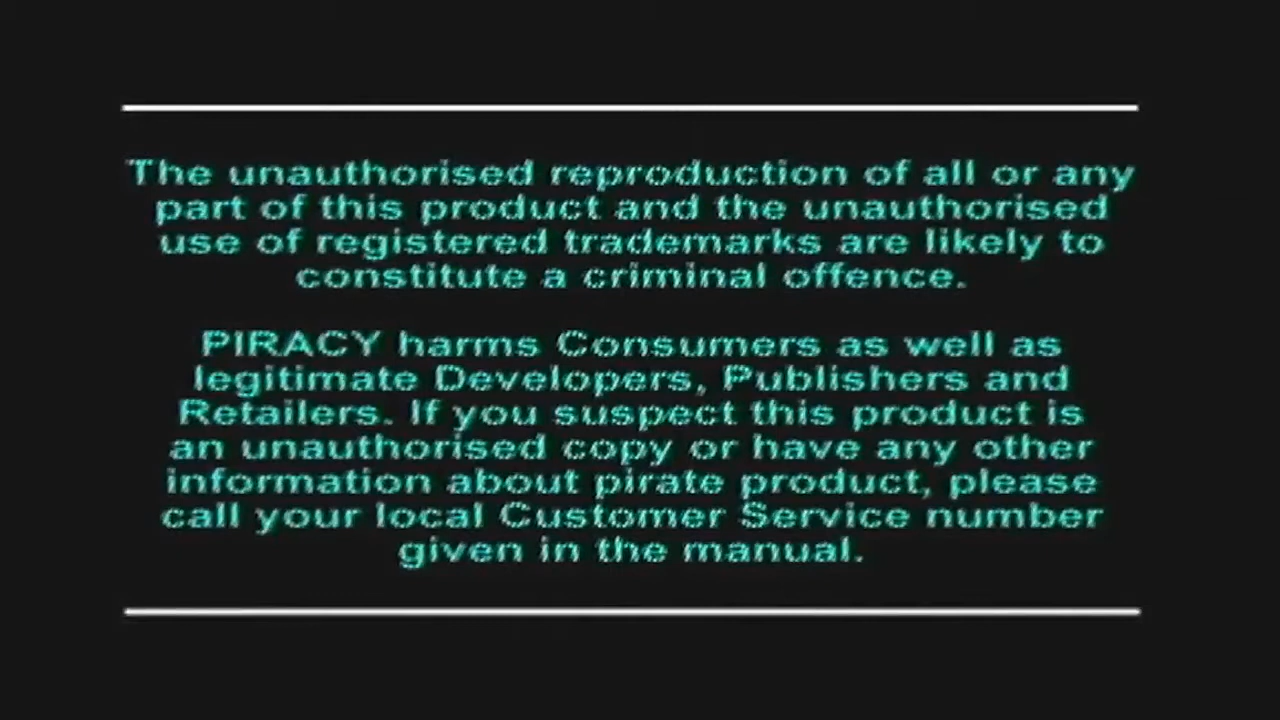 The unauthorised reproduction of all or any
part of this product and the unauthorised
use of registered trademarks are likely to
constitute a criminal offence.
PIRACY harms Consumers as well as
legitimate Developers, Publishers and
Retailers. If you suspect this product is
an unauthorised copy or have any other
information about pirate product, please
call your local Customer Service number
given in the manual.